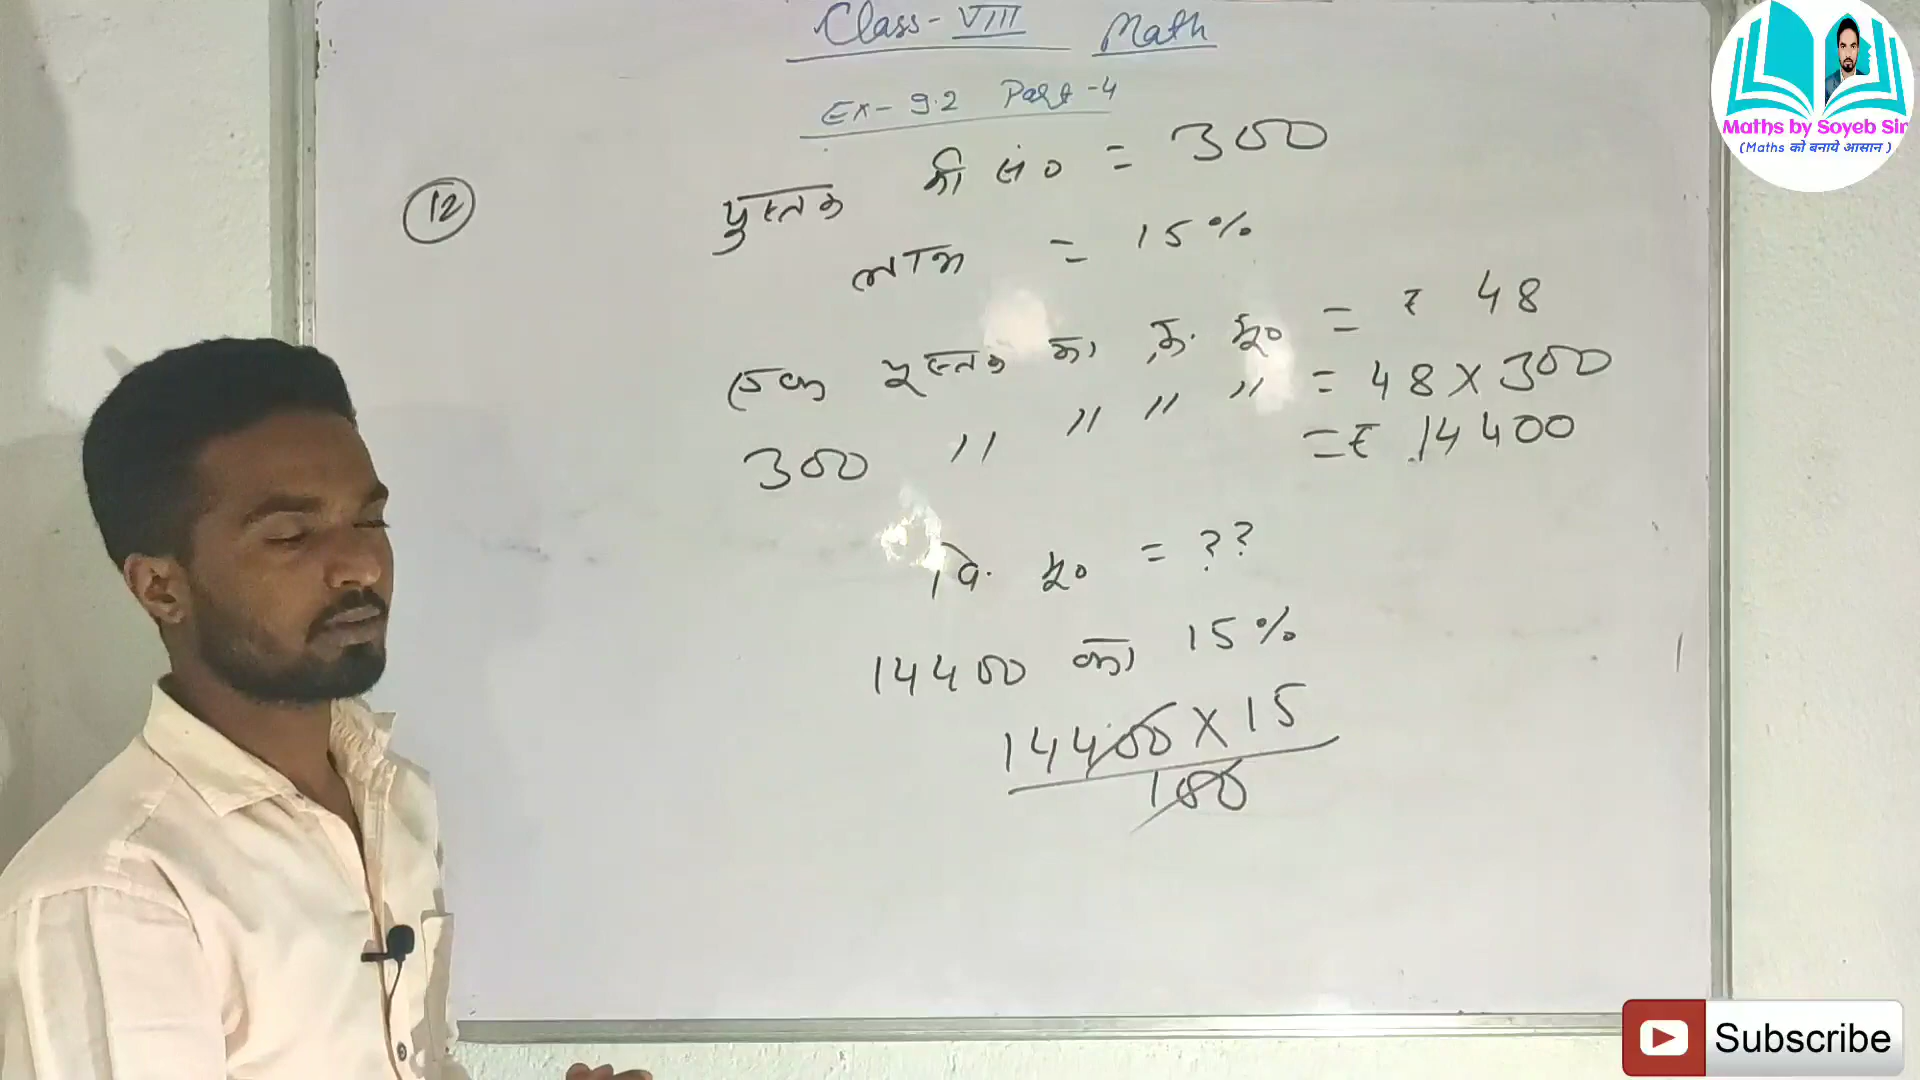 Class-VIII Math
Ex-9.2 Part-4
(12)
पुस्तक की सं० = 300
लाभ = 15%
एक पुस्तक का क्र. मू० = ₹ 48
300 〃 〃 〃 〃 = 48 × 300
= ₹ 14400
वि. मू० = ??
14400 का 15%
14400 × 15
100
Maths by Soyeb Sir
(Maths को बनाये आसान)
Subscribe